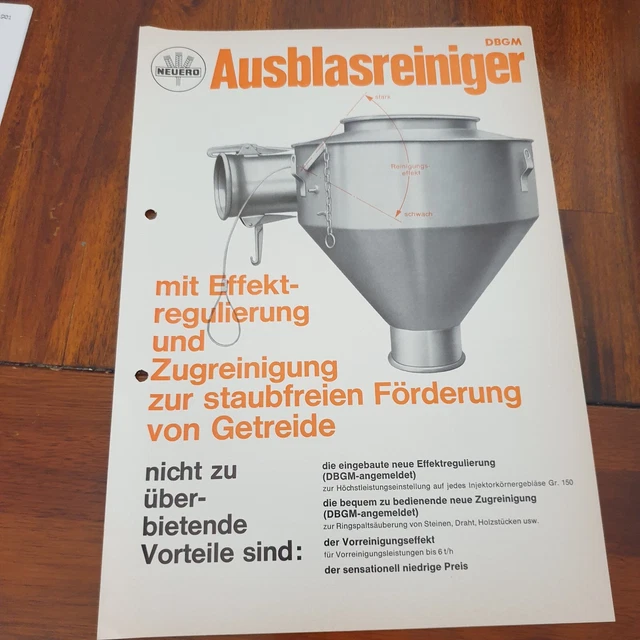 NEUERO
DBGM
Ausblasreiniger
stark
Reinigungs
effekt
schwach
mit Effekt-
regulierung
und
Zugreinigung
zur staubfreien Förderung
von Getreide
nicht zu
über-
bietende
Vorteile sind:
die eingebaute neue Effektregulierung
(DBGM-angemeldet)
zur Höchstleistungseinstellung auf jedes Injektorkörnergebläse Gr. 150
die bequem zu bedienende neue Zugreinigung
(DBGM-angemeldet)
zur Ringspaltsäuberung von Steinen, Draht, Holzstücken usw.
der Vorreinigungseffekt
für Vorreinigungsleistungen bis 6 t/h
der sensationell niedrige Preis